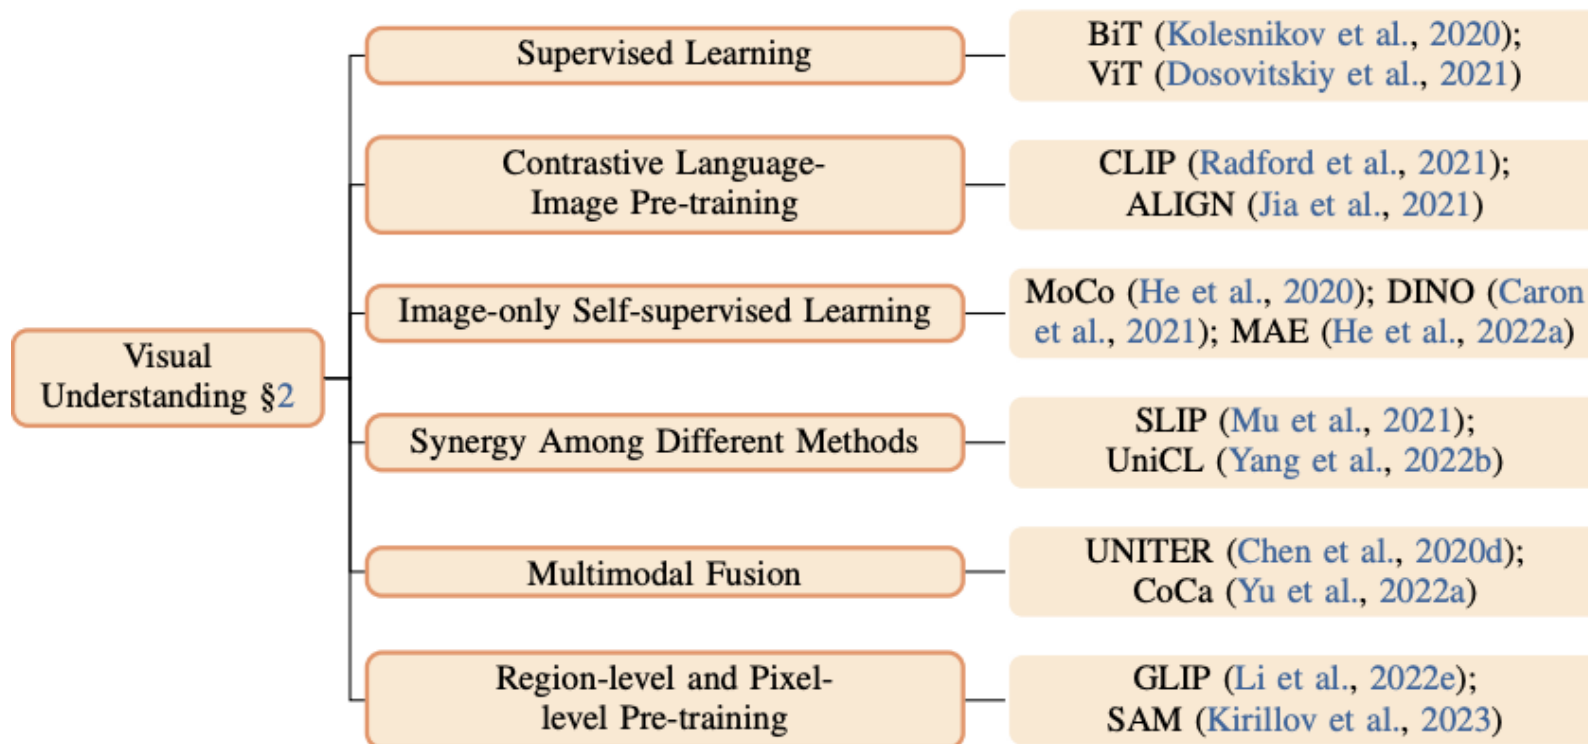 Supervised Learning
BiT (Kolesnikov et al., 2020);
ViT (Dosovitskiy et al., 2021)
Contrastive Language-
Image Pre-training
CLIP (Radford et al., 2021);
ALIGN (Jia et al., 2021)
Image-only Self-supervised Learning
MoCo (He et al., 2020); DINO (Caron
et al., 2021); MAE (He et al., 2022a)
Visual
Understanding §2
Synergy Among Different Methods
SLIP (Mu et al., 2021);
UniCL (Yang et al., 2022b)
Multimodal Fusion
UNITER (Chen et al., 2020d);
CoCa (Yu et al., 2022a)
Region-level and Pixel-
level Pre-training
GLIP (Li et al., 2022e);
SAM (Kirillov et al., 2023)